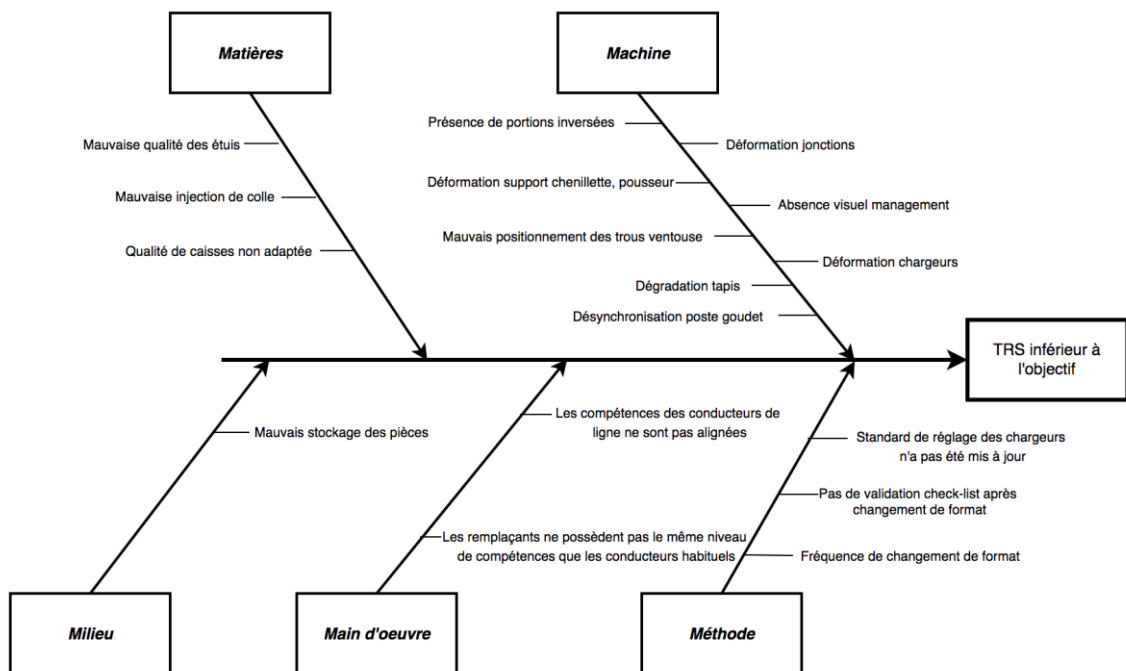 Matières
Machine
Présence de portions inversées
Mauvaise qualité des étuis
Déformation jonctions
Déformation support chenillette, pousseur
Mauvaise injection de colle
Absence visuel management
Mauvais positionnement des trous ventouse
Qualité de caisses non adaptée
Déformation chargeurs
Dégradation tapis
Désynchronisation poste goudet
TRS inférieur à
l'objectif
Les compétences des conducteurs de
ligne ne sont pas alignées
Mauvais stockage des pièces
Standard de réglage des chargeurs
n'a pas été mis à jour
Pas de validation check-list après
changement de format
Les remplaçants ne possèdent pas le même niveau
de compétences que les conducteurs habituels
Fréquence de changement de format
Milieu
Main d'oeuvre
Méthode